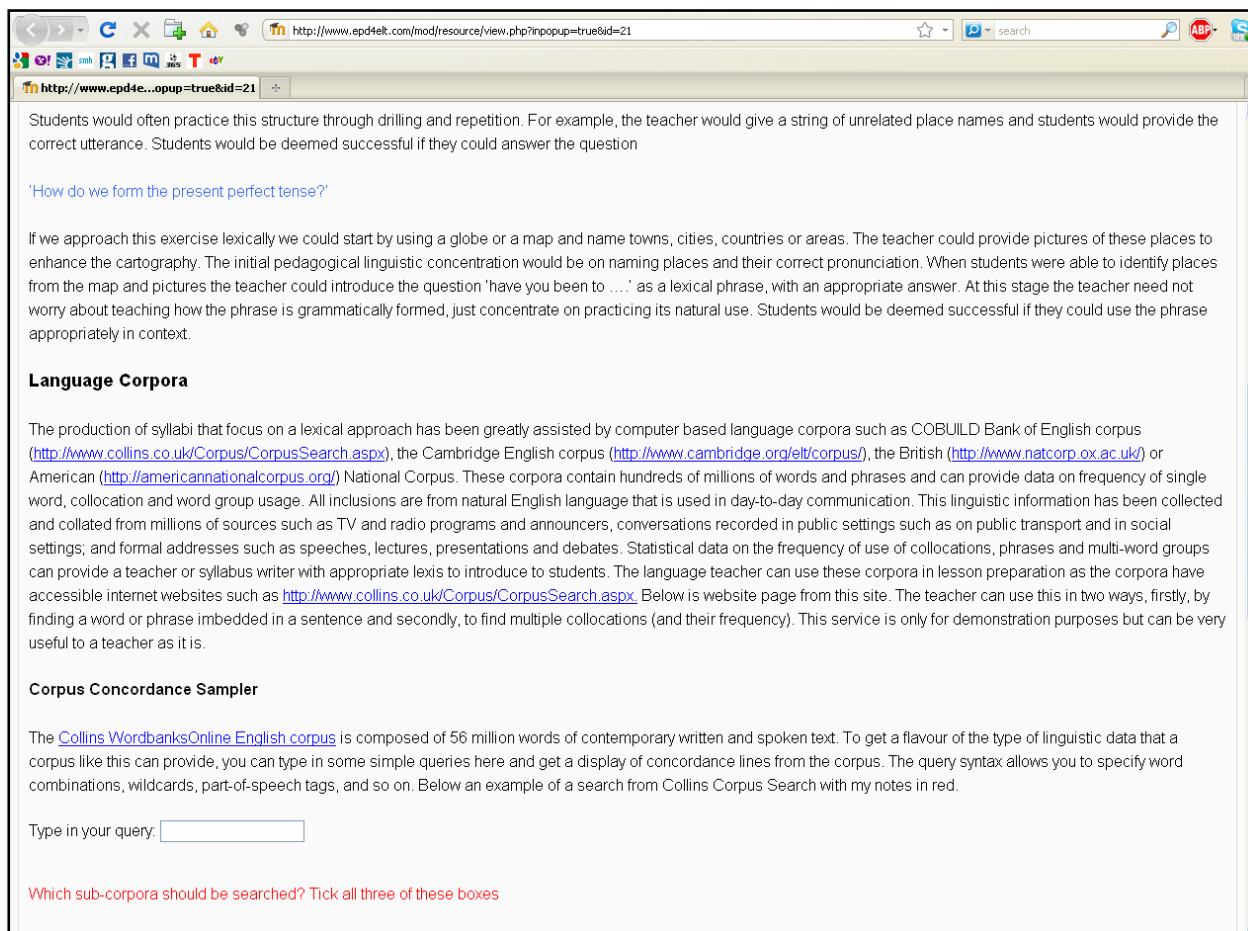 http://www.epd4elt.com/mod/resource/view.php?inpopup=true&id=21
search
ABP
smh
365
http://www.epd4e...opup=true&id=21
Students would often practice this structure through drilling and repetition. For example, the teacher would give a string of unrelated place names and students would provide the
correct utterance. Students would be deemed successful if they could answer the question
'How do we form the present perfect tense?'
If we approach this exercise lexically we could start by using a globe or a map and name towns, cities, countries or areas. The teacher could provide pictures of these places to
enhance the cartography. The initial pedagogical linguistic concentration would be on naming places and their correct pronunciation. When students were able to identify places
from the map and pictures the teacher could introduce the question 'have you been to ....' as a lexical phrase, with an appropriate answer. At this stage the teacher need not
worry about teaching how the phrase is grammatically formed, just concentrate on practicing its natural use. Students would be deemed successful if they could use the phrase
appropriately in context.
Language Corpora
The production of syllabi that focus on a lexical approach has been greatly assisted by computer based language corpora such as COBUILD Bank of English corpus
(http://www.collins.co.uk/Corpus/CorpusSearch.aspx), the Cambridge English corpus (http://www.cambridge.org/elt/corpus/), the British (http://www.natcorp.ox.ac.uk/) or
American (http://americannationalcorpus.org/) National Corpus. These corpora contain hundreds of millions of words and phrases and can provide data on frequency of single
word, collocation and word group usage. All inclusions are from natural English language that is used in day-to-day communication. This linguistic information has been collected
and collated from millions of sources such as TV and radio programs and announcers, conversations recorded in public settings such as on public transport and in social
settings; and formal addresses such as speeches, lectures, presentations and debates. Statistical data on the frequency of use of collocations, phrases and multi-word groups
can provide a teacher or syllabus writer with appropriate lexis to introduce to students. The language teacher can use these corpora in lesson preparation as the corpora have
accessible internet websites such as http://www.collins.co.uk/Corpus/CorpusSearch.aspx. Below is website page from this site. The teacher can use this in two ways, firstly, by
finding a word or phrase imbedded in a sentence and secondly, to find multiple collocations (and their frequency). This service is only for demonstration purposes but can be very
useful to a teacher as it is.
Corpus Concordance Sampler
The Collins WordbanksOnline English corpus is composed of 56 million words of contemporary written and spoken text. To get a flavour of the type of linguistic data that a
corpus like this can provide, you can type in some simple queries here and get a display of concordance lines from the corpus. The query syntax allows you to specify word
combinations, wildcards, part-of-speech tags, and so on. Below an example of a search from Collins Corpus Search with my notes in red.
Type in your query:
Which sub-corpora should be searched? Tick all three of these boxes